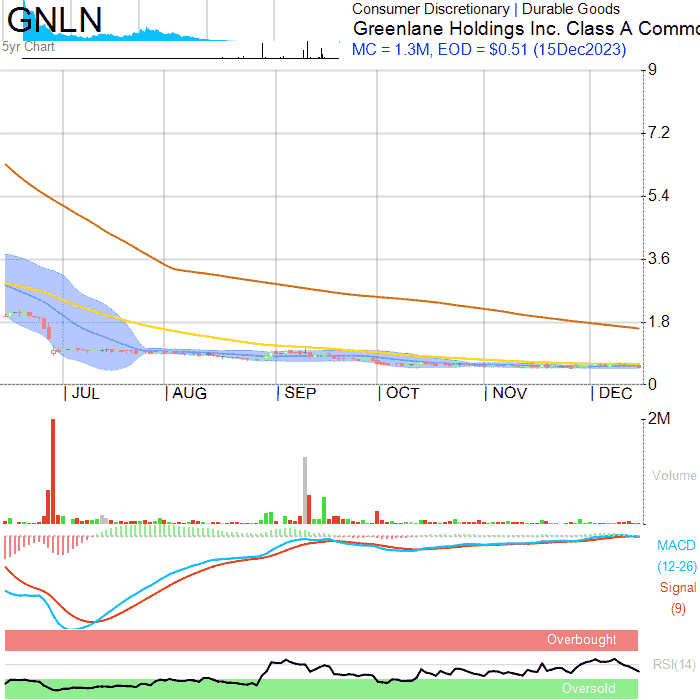 GNLN
5yr Chart
Consumer Discretionary | Durable Goods
Greenlane Holdings Inc. Class A Commo
MC = 1.3M, EOD = $0.51 (15Dec2023)
9
7.2
5.4
3.6
1.8
0
JUL AUG SEP OCT NOV DEC
2M
Volume
MACD
(12-26)
Signal
(9)
Overbought
RSI(14)
Oversold